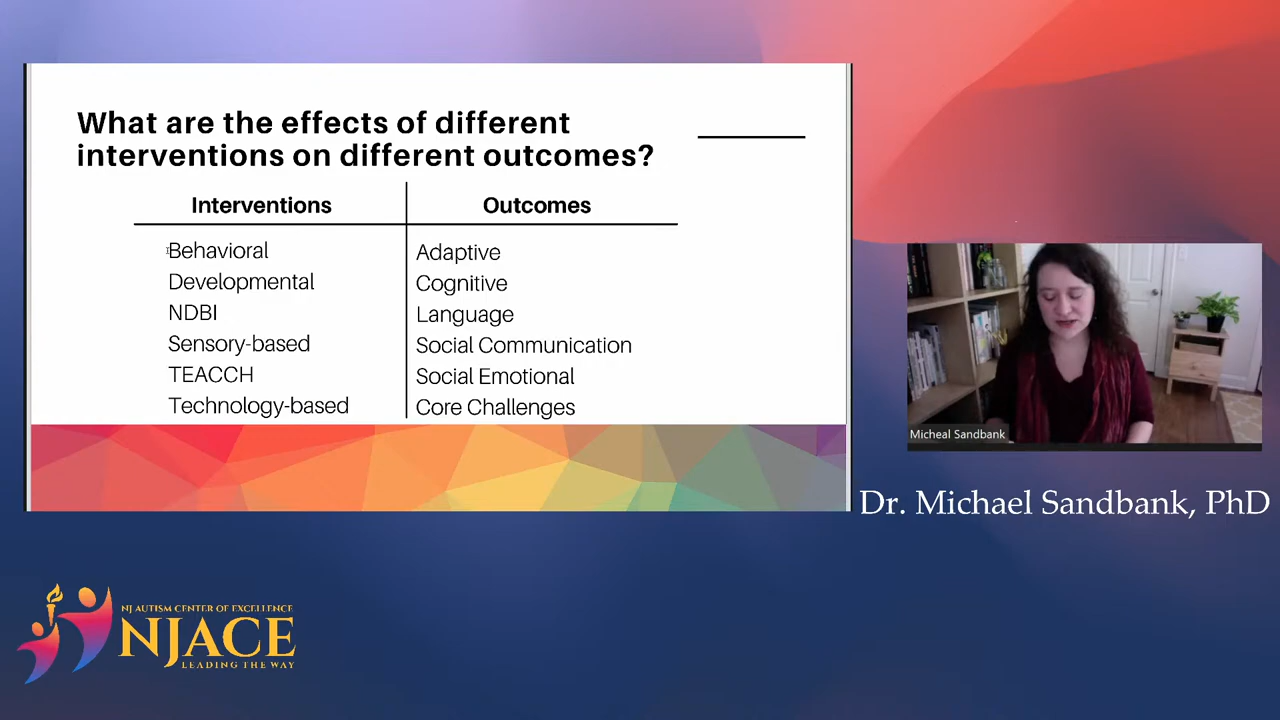 What are the effects of different
interventions on different outcomes?
Interventions
Outcomes
Behavioral
Adaptive
Developmental
Cognitive
NDBI
Language
Sensory-based
Social Communication
TEACCH
Social Emotional
Technology-based
Core Challenges
Micheal Sandbank
Dr. Michael Sandbank, PhD
NJ AUTISM CENTER OF EXCELLENCE
NJACE
LEADING THE WAY